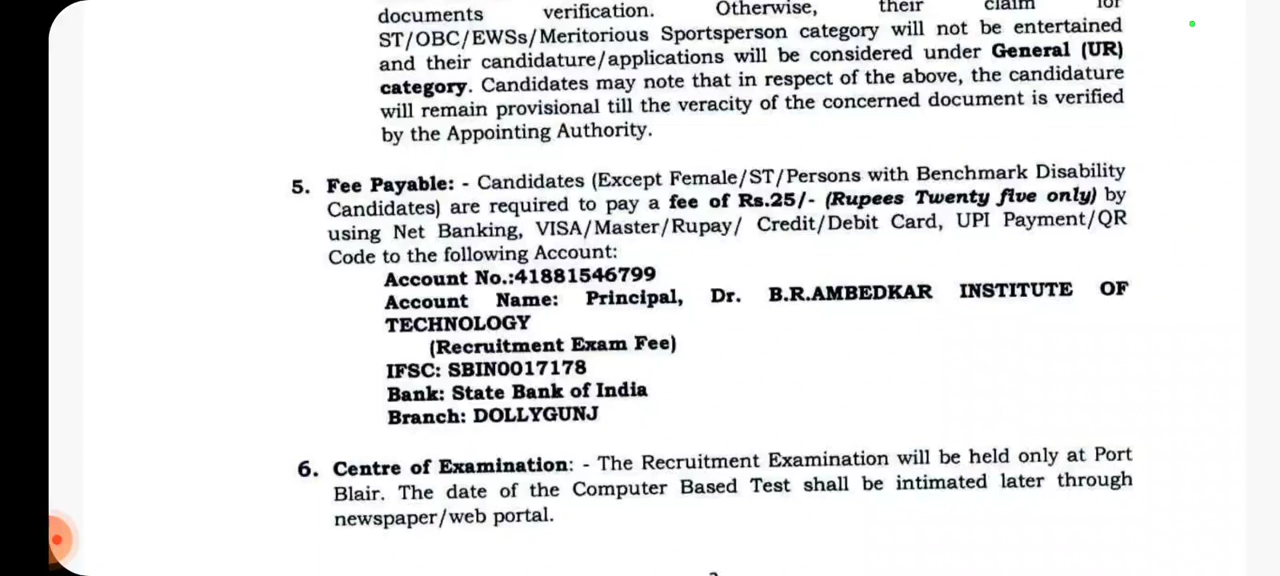 documents verification. Otherwise, their claim for
ST/OBC/EWSs/Meritorious Sportsperson category will not be entertained
and their candidature/applications will be considered under General (UR)
category. Candidates may note that in respect of the above, the candidature
will remain provisional till the veracity of the concerned document is verified
by the Appointing Authority.
5. Fee Payable: - Candidates (Except Female/ST/Persons with Benchmark Disability
Candidates) are required to pay a fee of Rs.25/- (Rupees Twenty five only) by
using Net Banking, VISA/Master/Rupay/ Credit/Debit Card, UPI Payment/QR
Code to the following Account:
Account No.:41881546799
Account Name: Principal, Dr. B.R.AMBEDKAR INSTITUTE OF
TECHNOLOGY
(Recruitment Exam Fee)
IFSC: SBIN0017178
Bank: State Bank of India
Branch: DOLLYGUNJ
6. Centre of Examination: - The Recruitment Examination will be held only at Port
Blair. The date of the Computer Based Test shall be intimated later through
newspaper/web portal.